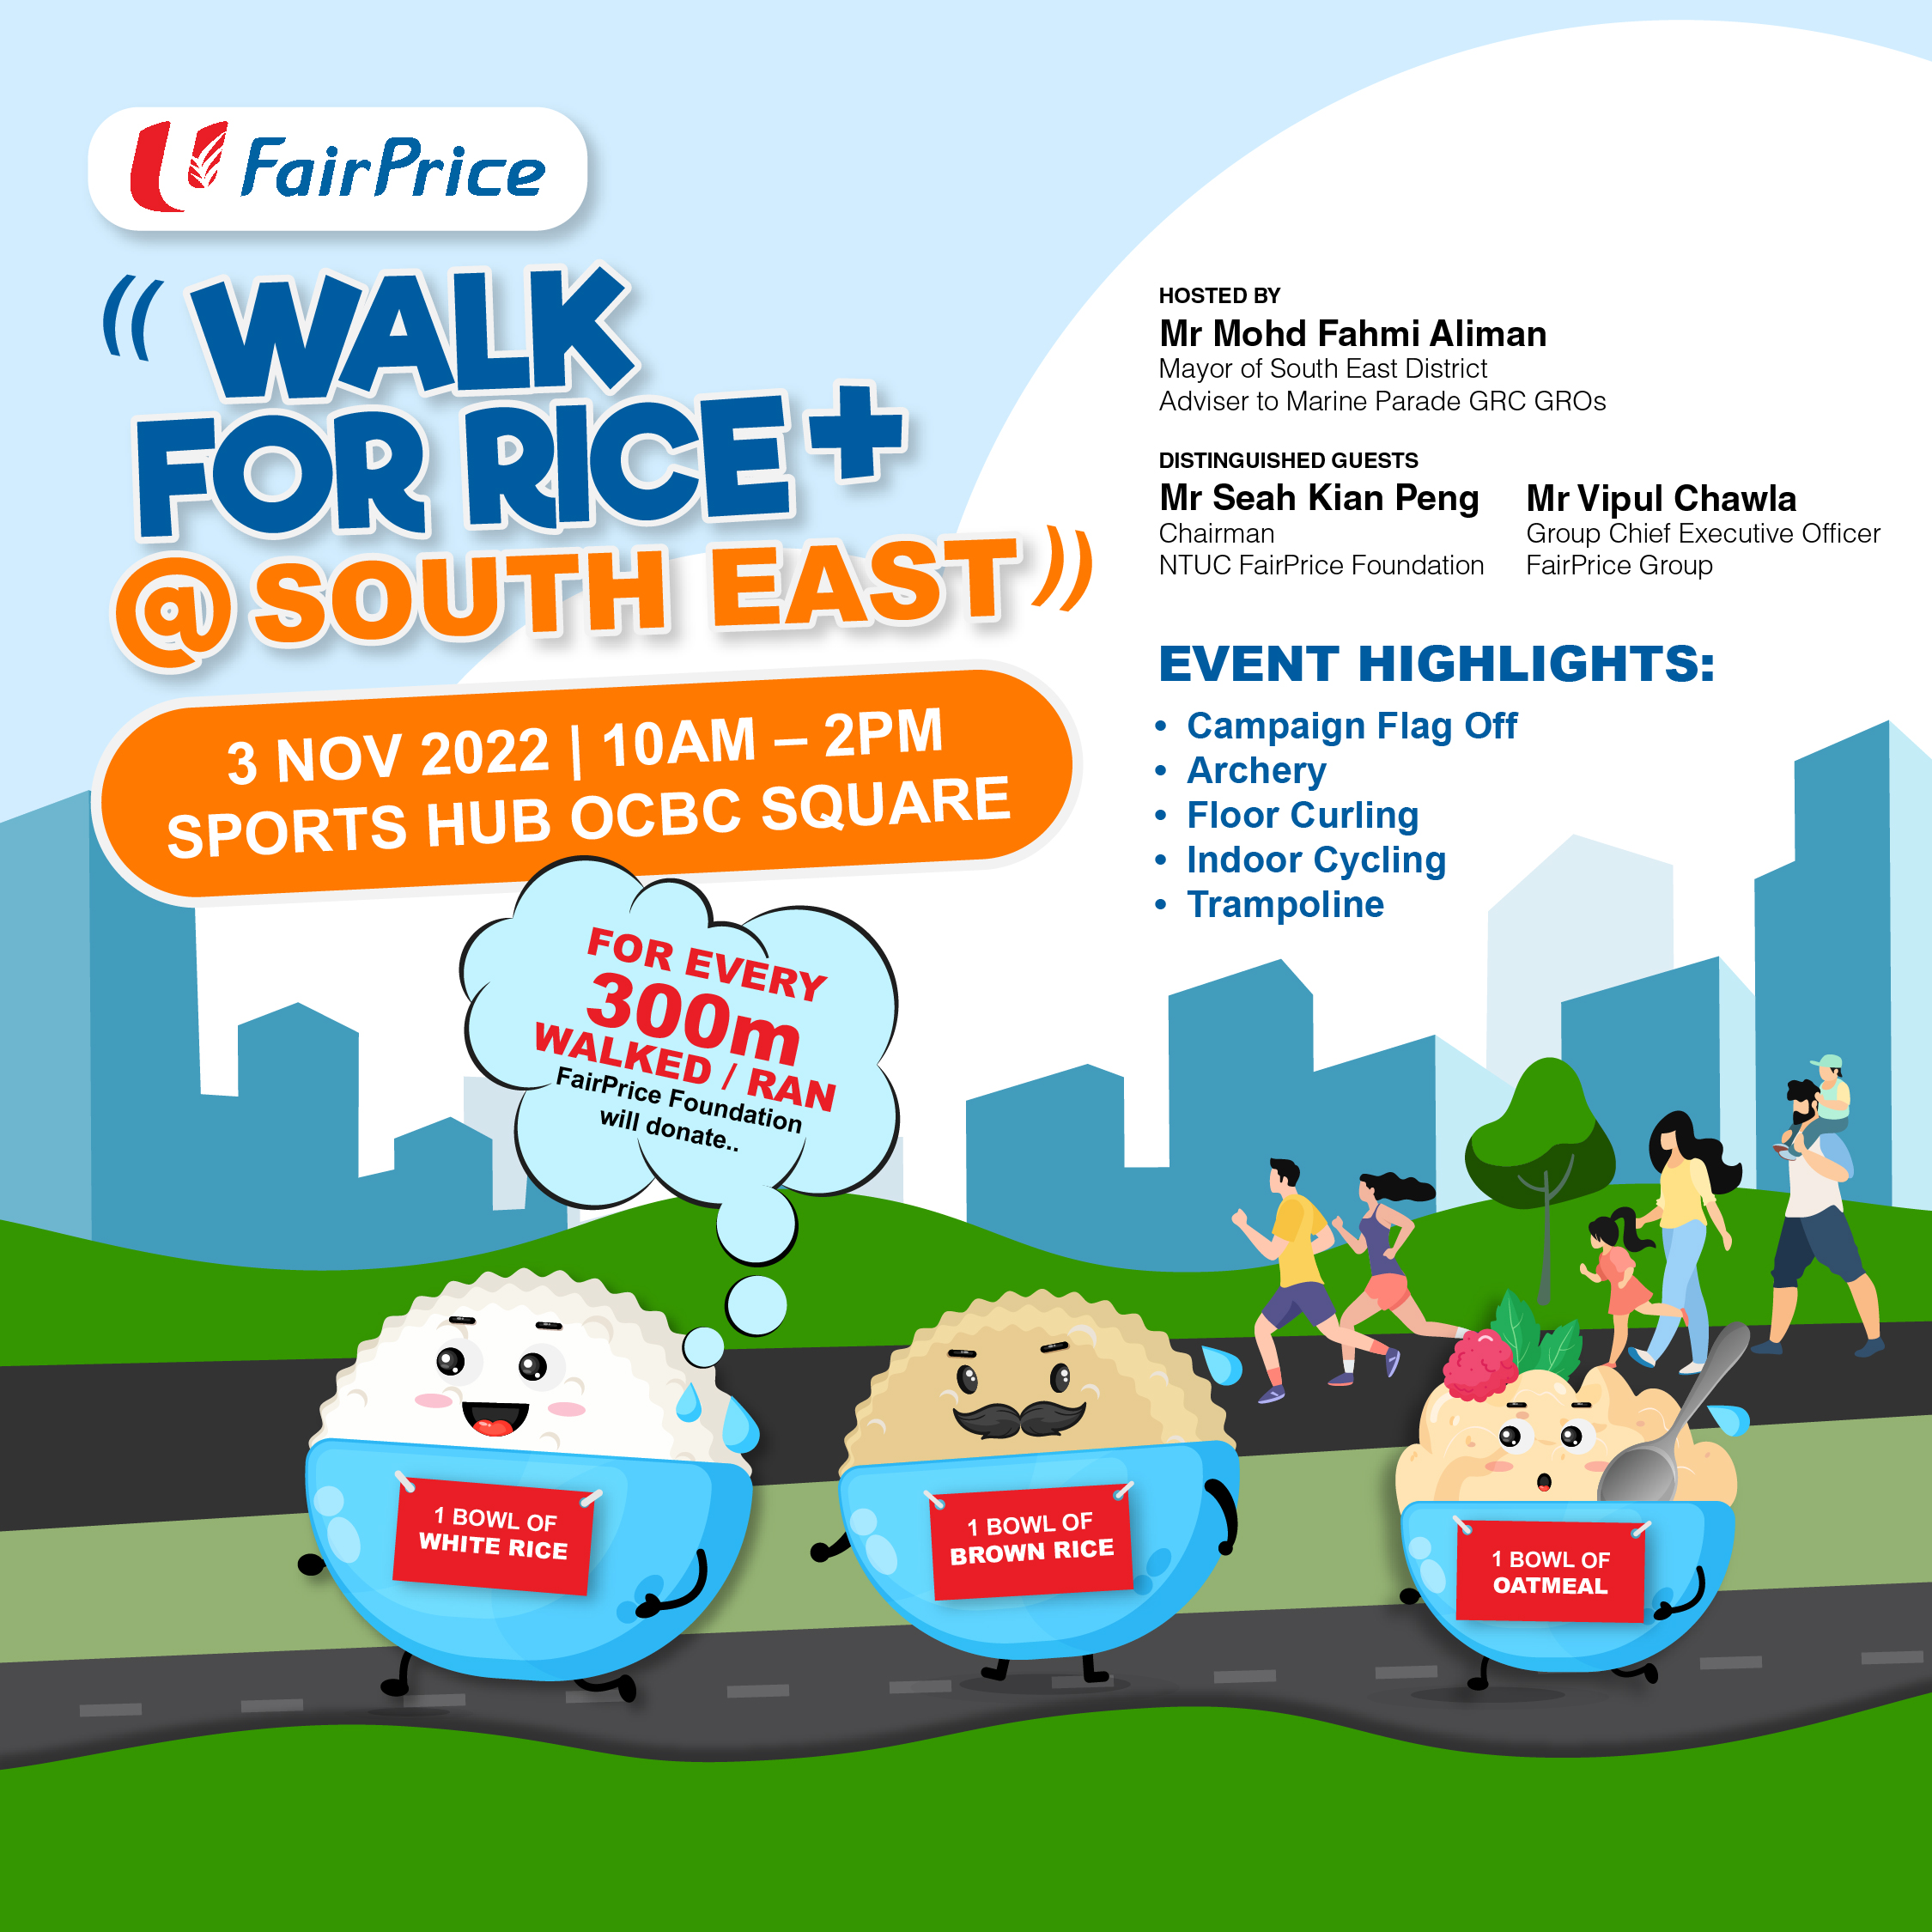 FairPrice
WALK
FOR RICE +
@ SOUTH EAST
3 NOV 2022 | 10AM – 2PM
SPORTS HUB OCBC SQUARE
HOSTED BY
Mr Mohd Fahmi Aliman
Mayor of South East District
Adviser to Marine Parade GRC GROs
DISTINGUISHED GUESTS
Mr Seah Kian Peng
Chairman
NTUC FairPrice Foundation
Mr Vipul Chawla
Group Chief Executive Officer
FairPrice Group
EVENT HIGHLIGHTS:
• Campaign Flag Off
• Archery
• Floor Curling
• Indoor Cycling
• Trampoline
FOR EVERY
300m
WALKED / RAN
FairPrice Foundation
will donate..
1 BOWL OF
WHITE RICE
1 BOWL OF
BROWN RICE
1 BOWL OF
OATMEAL